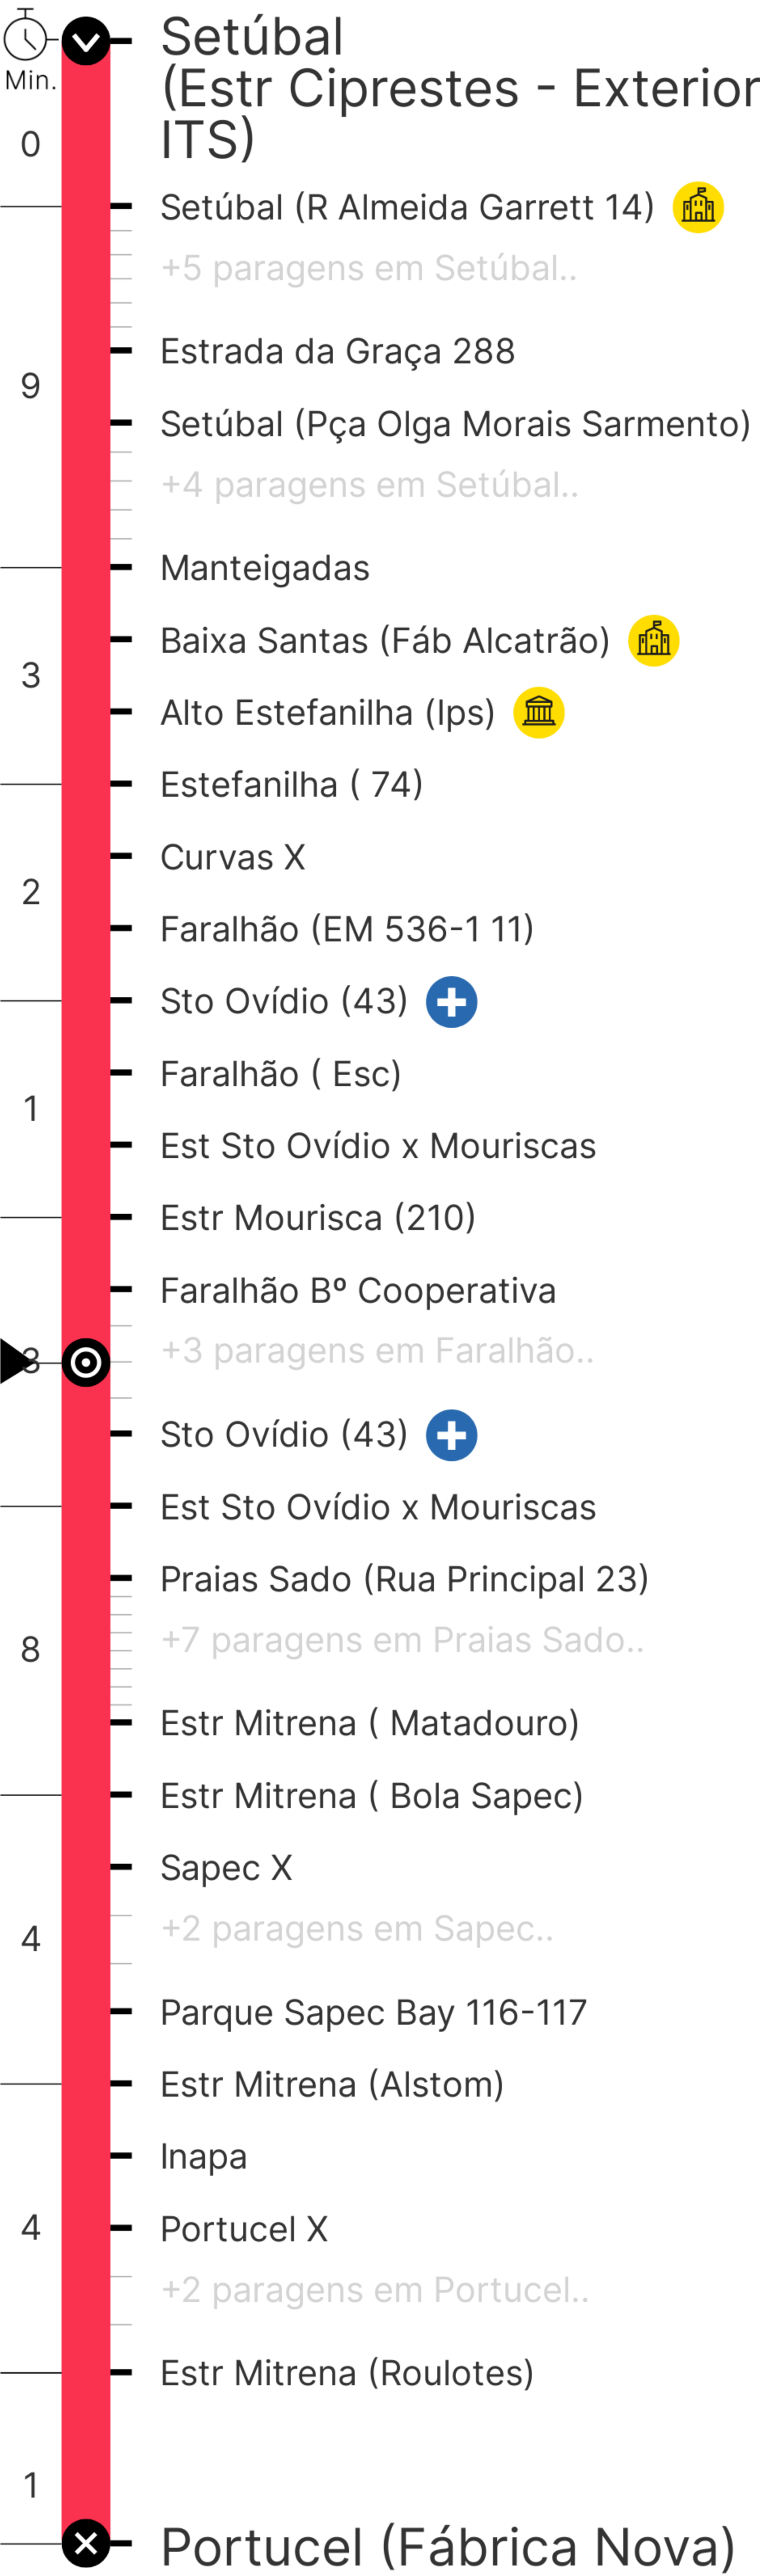 Setúbal
(Estr Ciprestes - Exterior
ITS)
Min.
0
Setúbal (R Almeida Garrett 14)
+5 paragens em Setúbal..
Estrada da Graça 288
9
Setúbal (Pça Olga Morais Sarmento)
+4 paragens em Setúbal..
Manteigadas
Baixa Santas (Fáb Alcatrão)
3
Alto Estefanilha (Ips)
Estefanilha ( 74)
Curvas X
2
Faralhão (EM 536-1 11)
Sto Ovídio (43)
Faralhão ( Esc)
1
Est Sto Ovídio x Mouriscas
Estr Mourisca (210)
Faralhão Bº Cooperativa
+3 paragens em Faralhão..
3
Sto Ovídio (43)
Est Sto Ovídio x Mouriscas
Praias Sado (Rua Principal 23)
+7 paragens em Praias Sado..
8
Estr Mitrena ( Matadouro)
Estr Mitrena ( Bola Sapec)
Sapec X
+2 paragens em Sapec..
4
Parque Sapec Bay 116-117
Estr Mitrena (Alstom)
Inapa
4
Portucel X
+2 paragens em Portucel..
Estr Mitrena (Roulotes)
1
Portucel (Fábrica Nova)